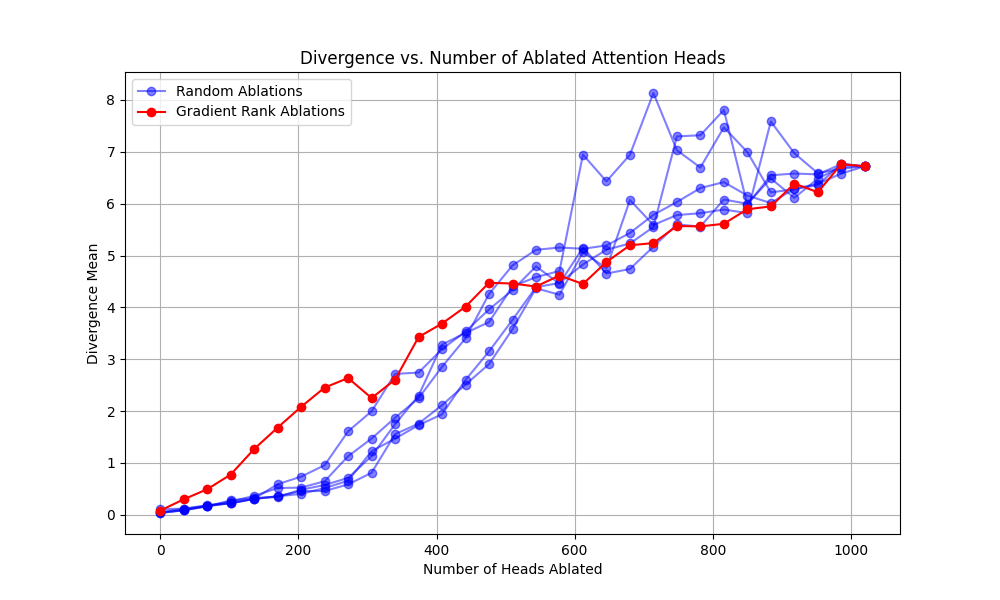 Divergence vs. Number of Ablated Attention Heads
Random Ablations
Gradient Rank Ablations
Divergence Mean
8
7
6
5
4
3
2
1
0
0 200 400 600 800 1000
Number of Heads Ablated